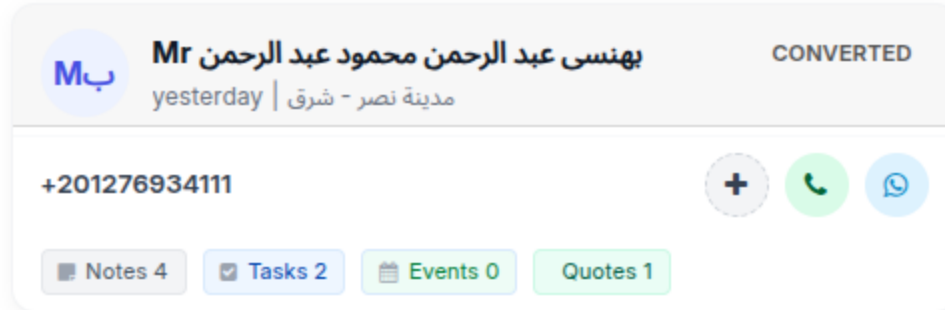 Mب
Mr بهنسى عبد الرحمن محمود عبد الرحمن
CONVERTED
yesterday | مدينة نصر - شرق
+201276934111
Notes 4
Tasks 2
Events 0
Quotes 1